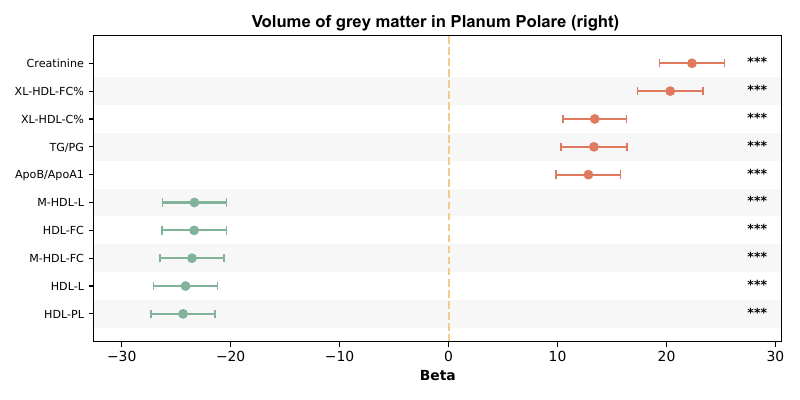 Volume of grey matter in Planum Polare (right)
Creatinine ***
XL-HDL-FC% ***
XL-HDL-C% ***
TG/PG ***
ApoB/ApoA1 ***
M-HDL-L ***
HDL-FC ***
M-HDL-FC ***
HDL-L ***
HDL-PL ***
−30 −20 −10 0 10 20 30
Beta